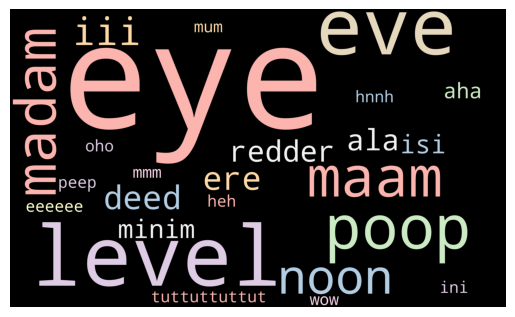 iii
mum
eve
eye
madam
hnnh
aha
oho
redder
ala
isi
mmm
peep
ere
maam
deed
heh
eeeeee
minim
poop
level
noon
ini
tuttuttuttut
wow